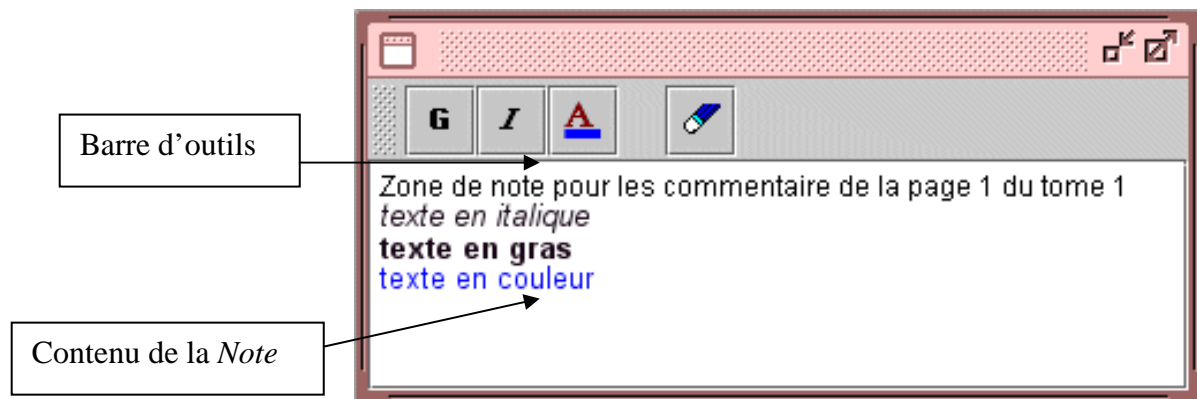 G I A
Barre d'outils
Zone de note pour les commentaire de la page 1 du tome 1
texte en italique
texte en gras
texte en couleur
Contenu de la Note